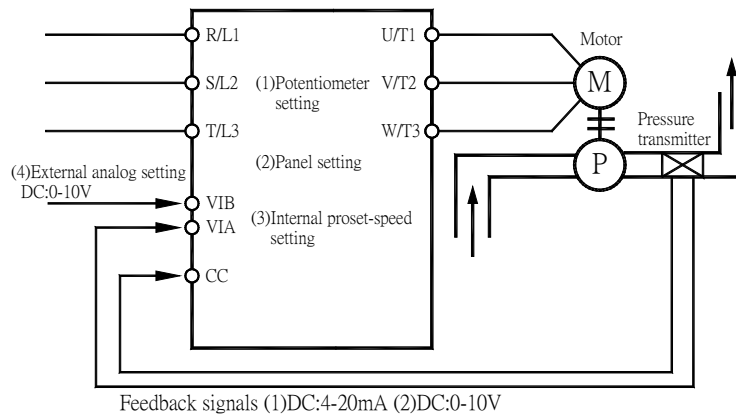 R/L1
U/T1
Motor
S/L2
(1)Potentiometer
setting
V/T2
M
T/L3
W/T3
Pressure
transmitter
(2)Panel setting
P
(4)External analog setting
DC:0-10V
VIB
VIA
(3)Internal proset-speed
setting
CC
Feedback signals (1)DC:4-20mA (2)DC:0-10V